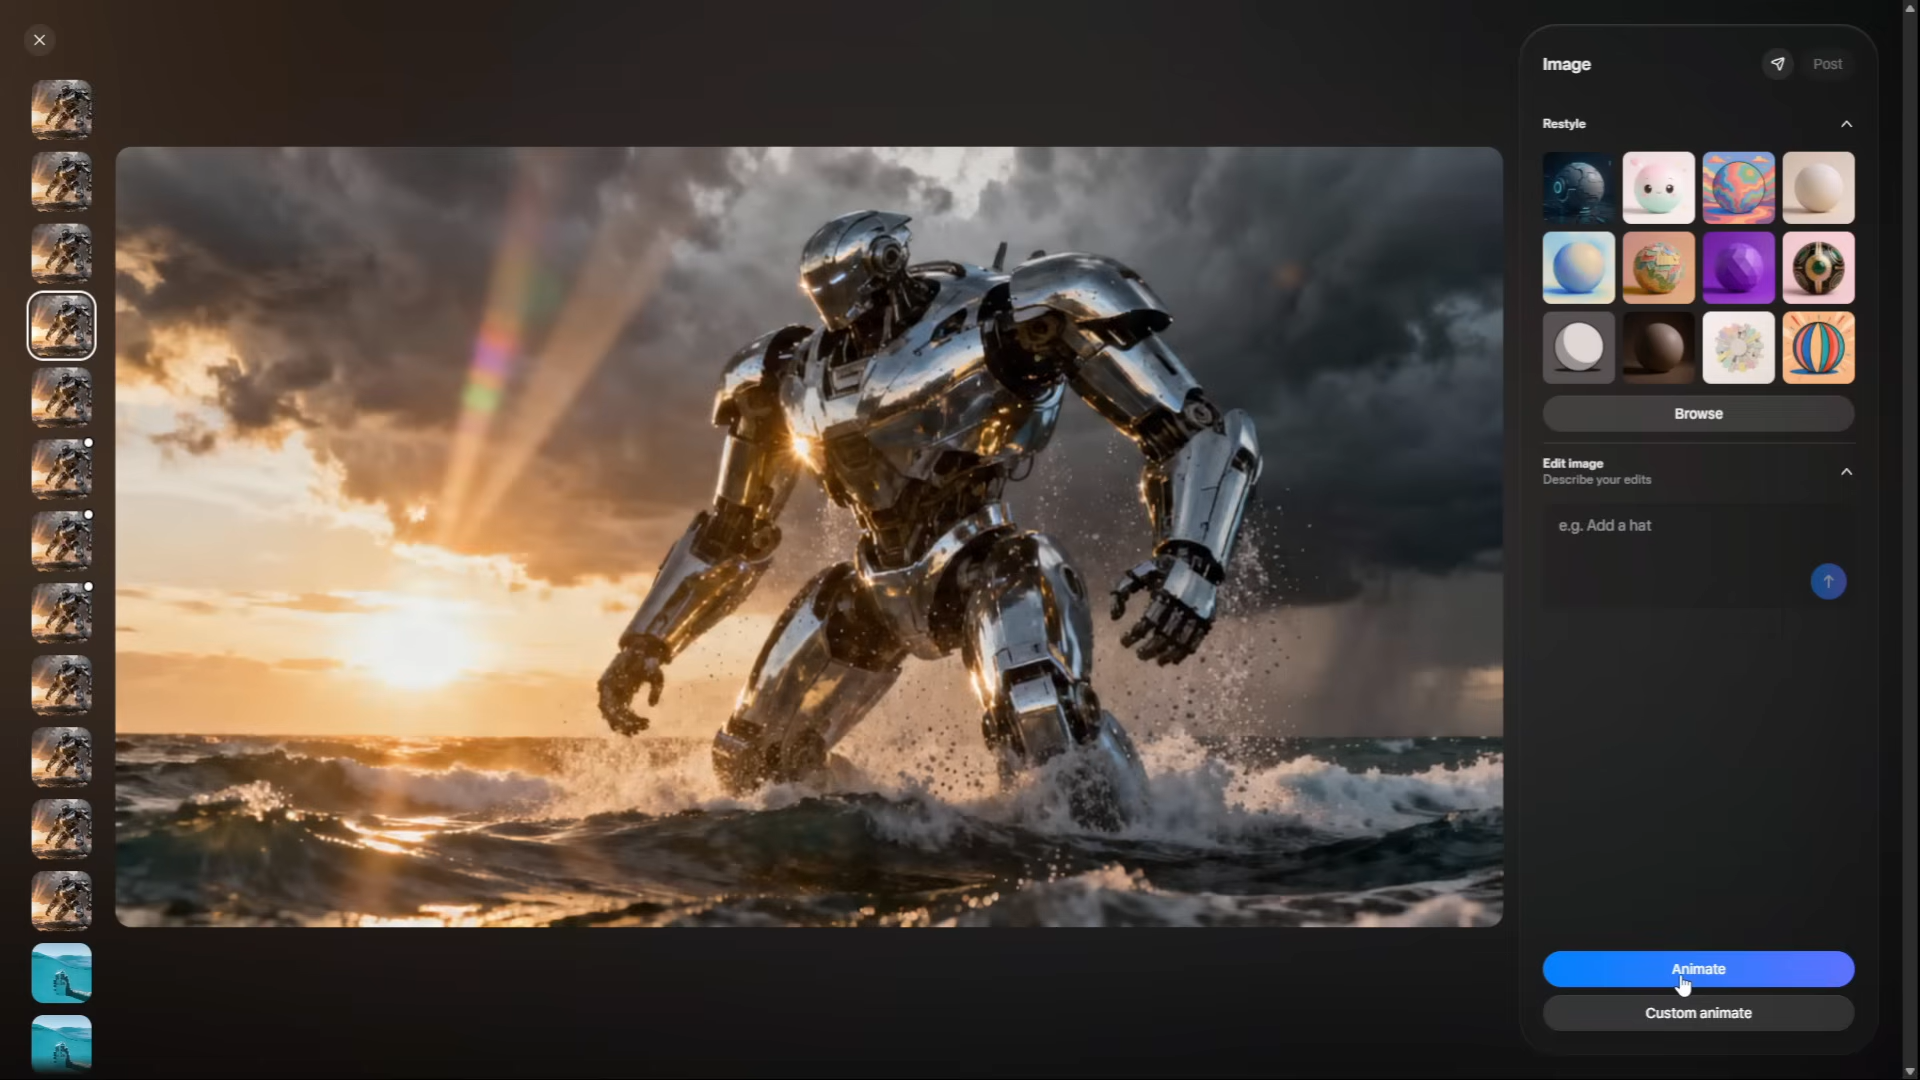 Image
Post
Restyle
Browse
Edit image
Describe your edits
e.g. Add a hat
Animate
Custom animate